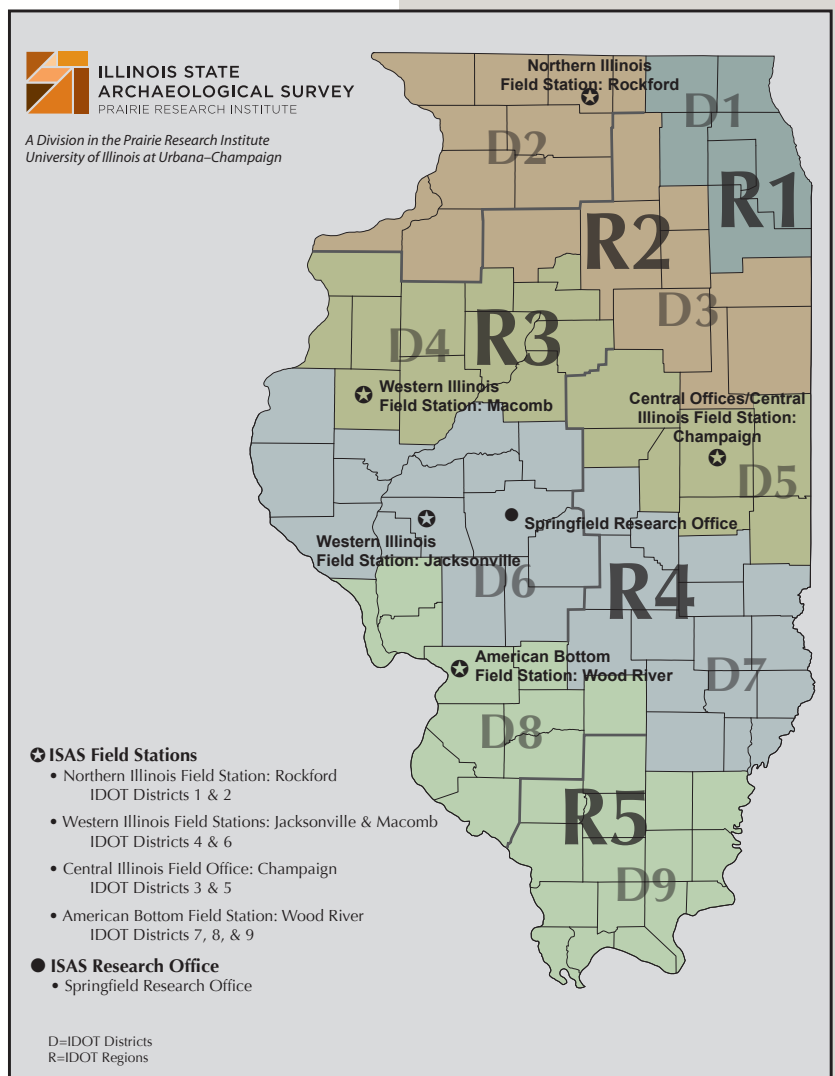 ILLINOIS STATE
ARCHAEOLOGICAL SURVEY
PRAIRIE RESEARCH INSTITUTE
A Division in the Prairie Research Institute
University of Illinois at Urbana–Champaign
Northern Illinois
Field Station: Rockford
D1
D2
R1
R2
D3
R3
D4
Western Illinois
Field Station: Macomb
Central Offices/Central
Illinois Field Station:
Champaign
D5
Springfield Research Office
Western Illinois
Field Station: Jacksonville
D6
R4
American Bottom
Field Station: Wood River
D7
D8
R5
D9
ISAS Field Stations
• Northern Illinois Field Station: Rockford
IDOT Districts 1 & 2
• Western Illinois Field Stations: Jacksonville & Macomb
IDOT Districts 4 & 6
• Central Illinois Field Office: Champaign
IDOT Districts 3 & 5
• American Bottom Field Station: Wood River
IDOT Districts 7, 8, & 9
ISAS Research Office
• Springfield Research Office
D=IDOT Districts
R=IDOT Regions